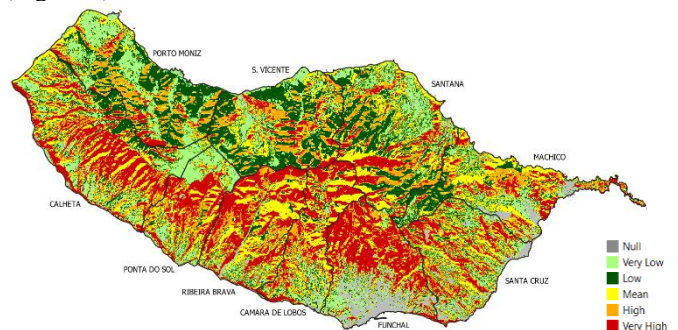 PORTO MONIZ
S. VICENTE
SANTANA
MACHICO
CALHETA
PONTA DO SOL
RIBEIRA BRAVA
CAMARA DE LOBOS
FUNCHAL
SANTA CRUZ
Null
Very Low
Low
Mean
High
Very High